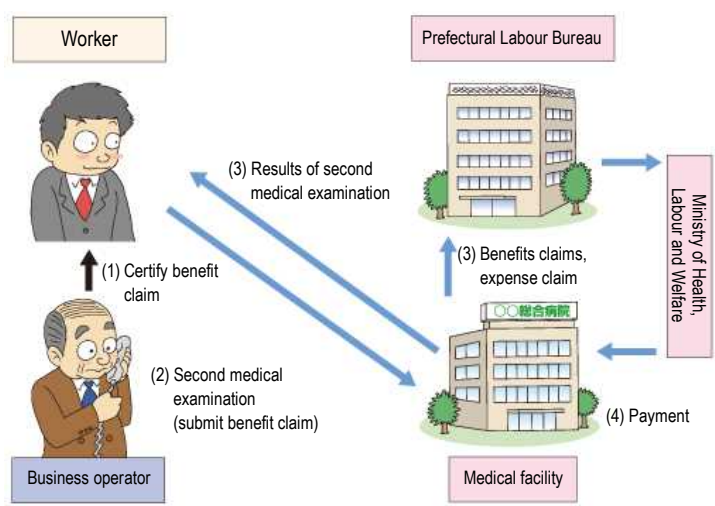 Worker
Prefectural Labour Bureau
(3) Results of second
medical examination
Ministry of Health,
Labour and Welfare
(1) Certify benefit
claim
(3) Benefits claims,
expense claim
○○総合病院
(2) Second medical
examination
(submit benefit claim)
(4) Payment
Business operator
Medical facility